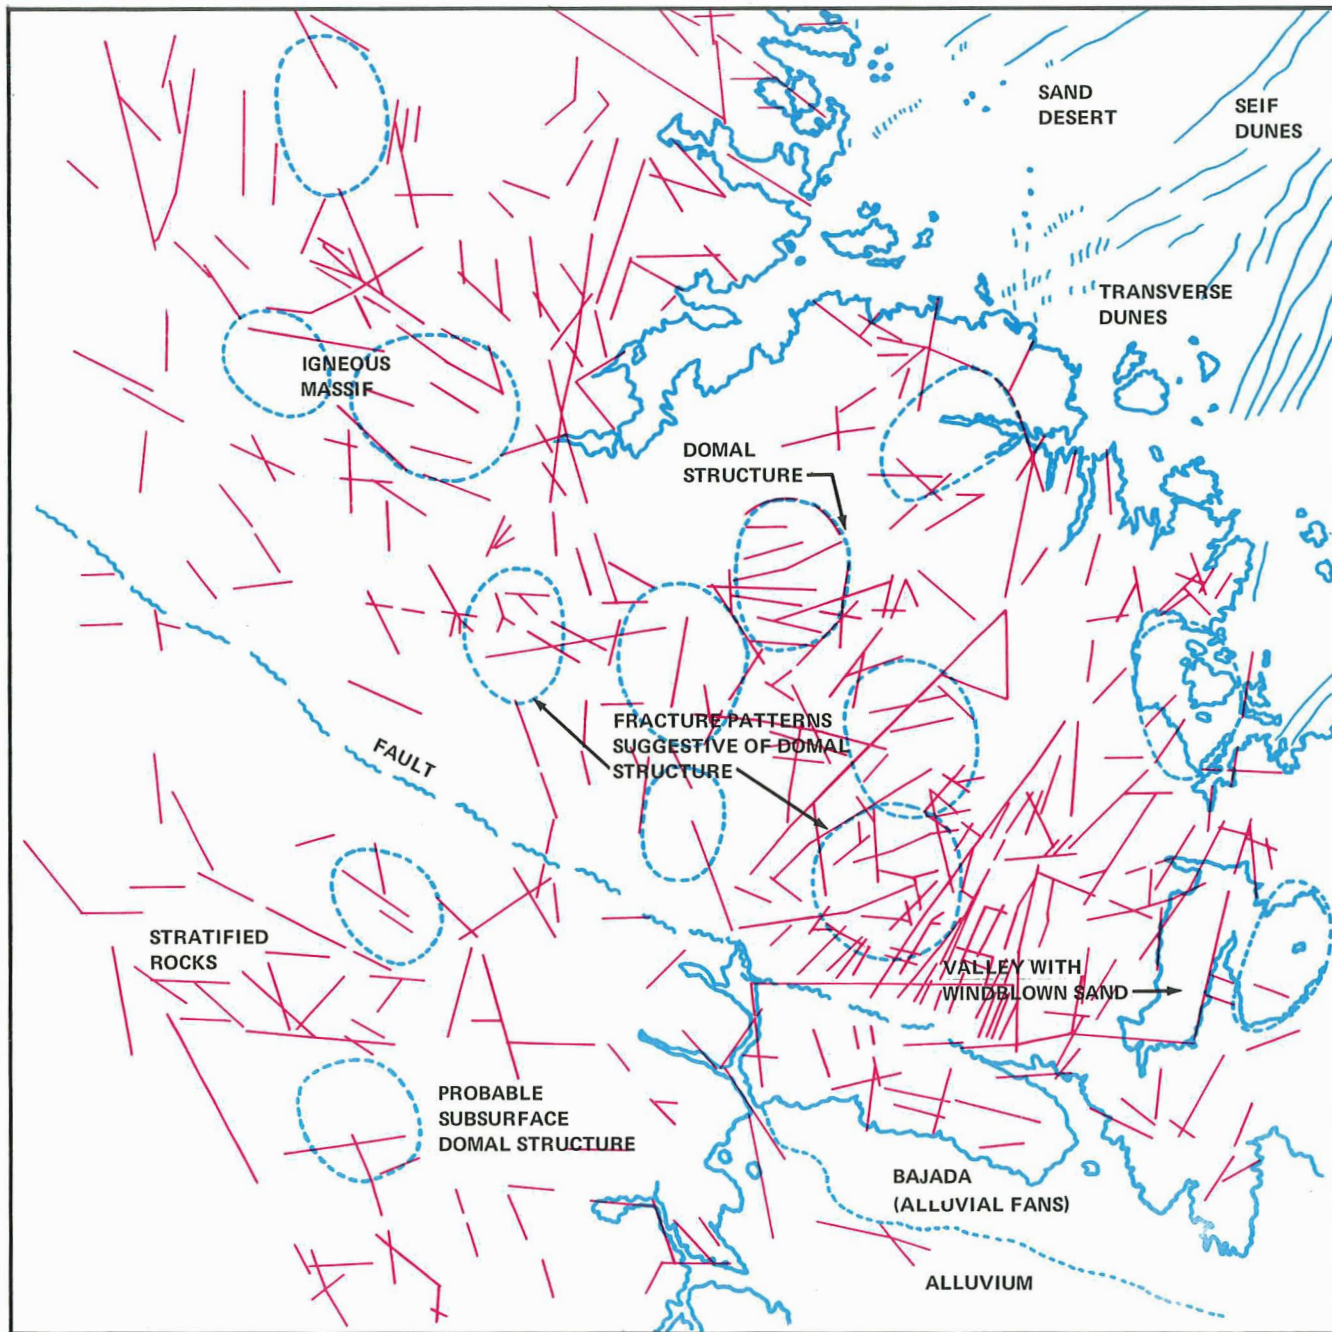 SAND
DESERT
SEIF
DUNES
TRANSVERSE
DUNES
IGNEOUS
MASSIF
DOMAL
STRUCTURE
FRACTURE PATTERNS
SUGGESTIVE OF DOMAL
STRUCTURE
FAULT
STRATIFIED
ROCKS
VALLEY WITH
WINDBLOWN SAND
PROBABLE
SUBSURFACE
DOMAL STRUCTURE
BAJADA
(ALLUVIAL FANS)
ALLUVIUM